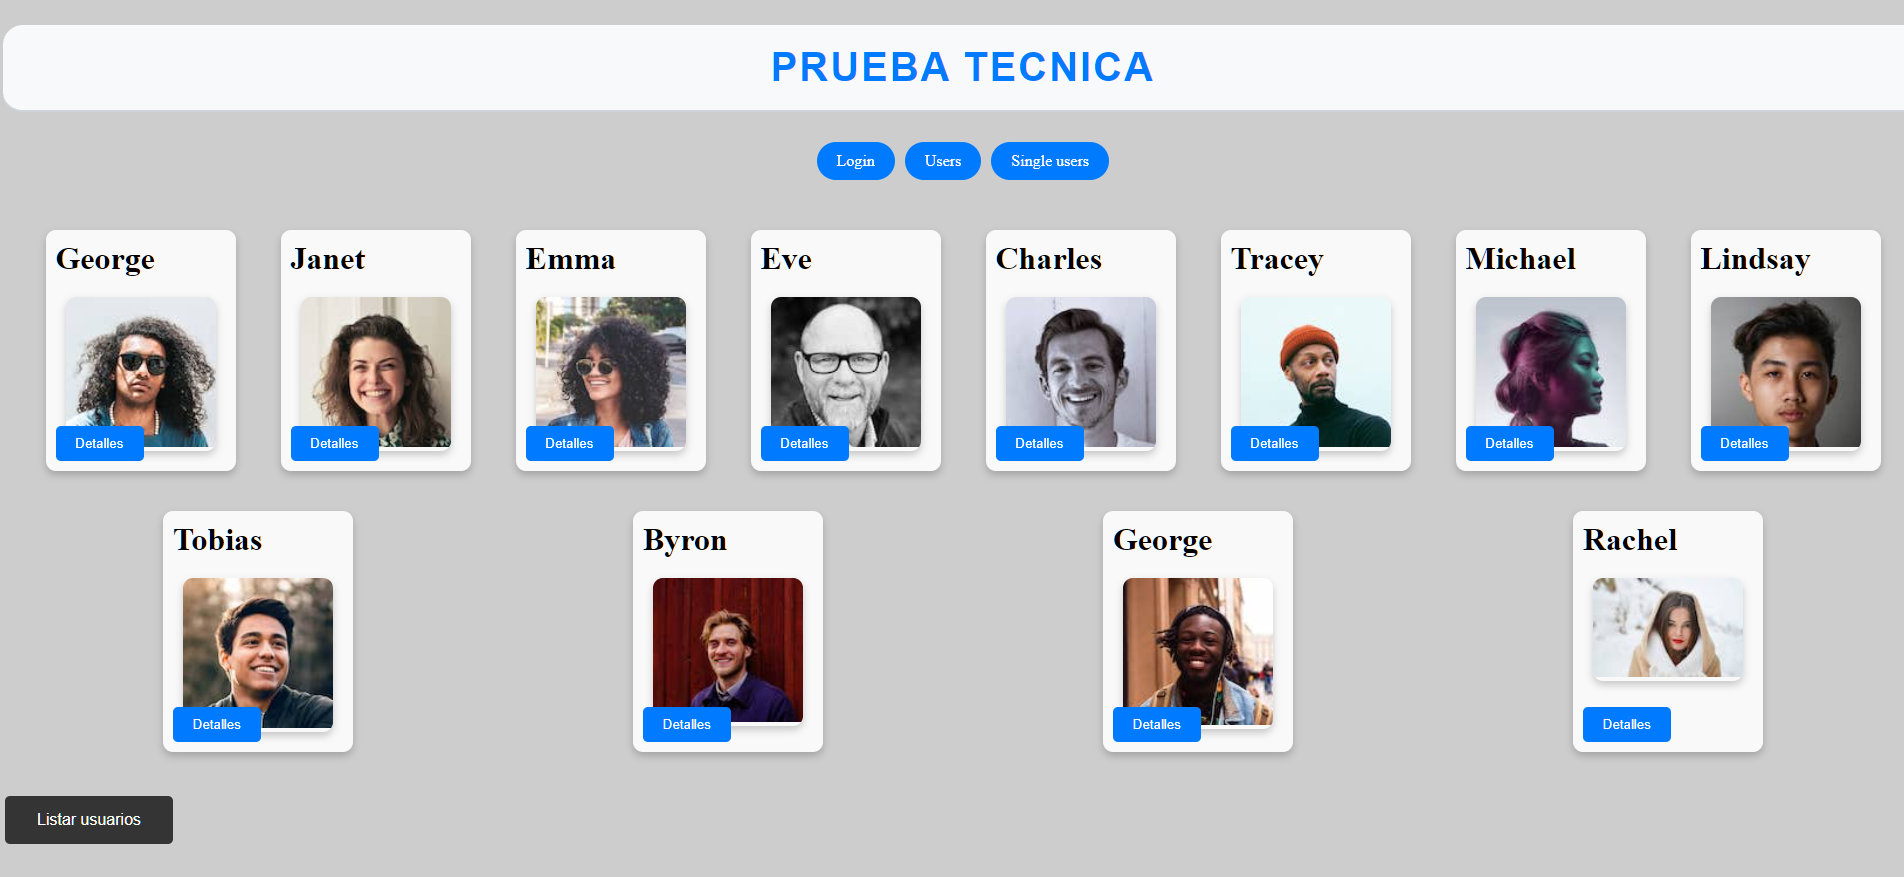 PRUEBA TECNICA
Login Users Single users
George Janet Emma Eve Charles Tracey Michael Lindsay
Detalles Detalles Detalles Detalles Detalles Detalles Detalles Detalles
Tobias Byron George Rachel
Detalles Detalles Detalles Detalles
Listar usuarios